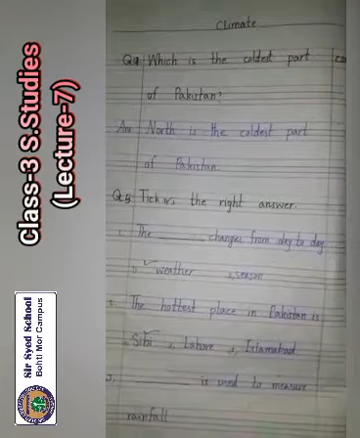 Class-3 S.Studies
(Lecture-7)
Sir Syed School
Bohti Mor Campus
Climate
Which is the coldest part
of Pakistan?
Ans North is the coldest part
of Pakistan.
Tick the right answer.
1. The ______ changes from day to day
weather season
The hottest place in Pakistan is
Sibi, Lahore, Islamabad
3, ______ is used to measure
rainfall